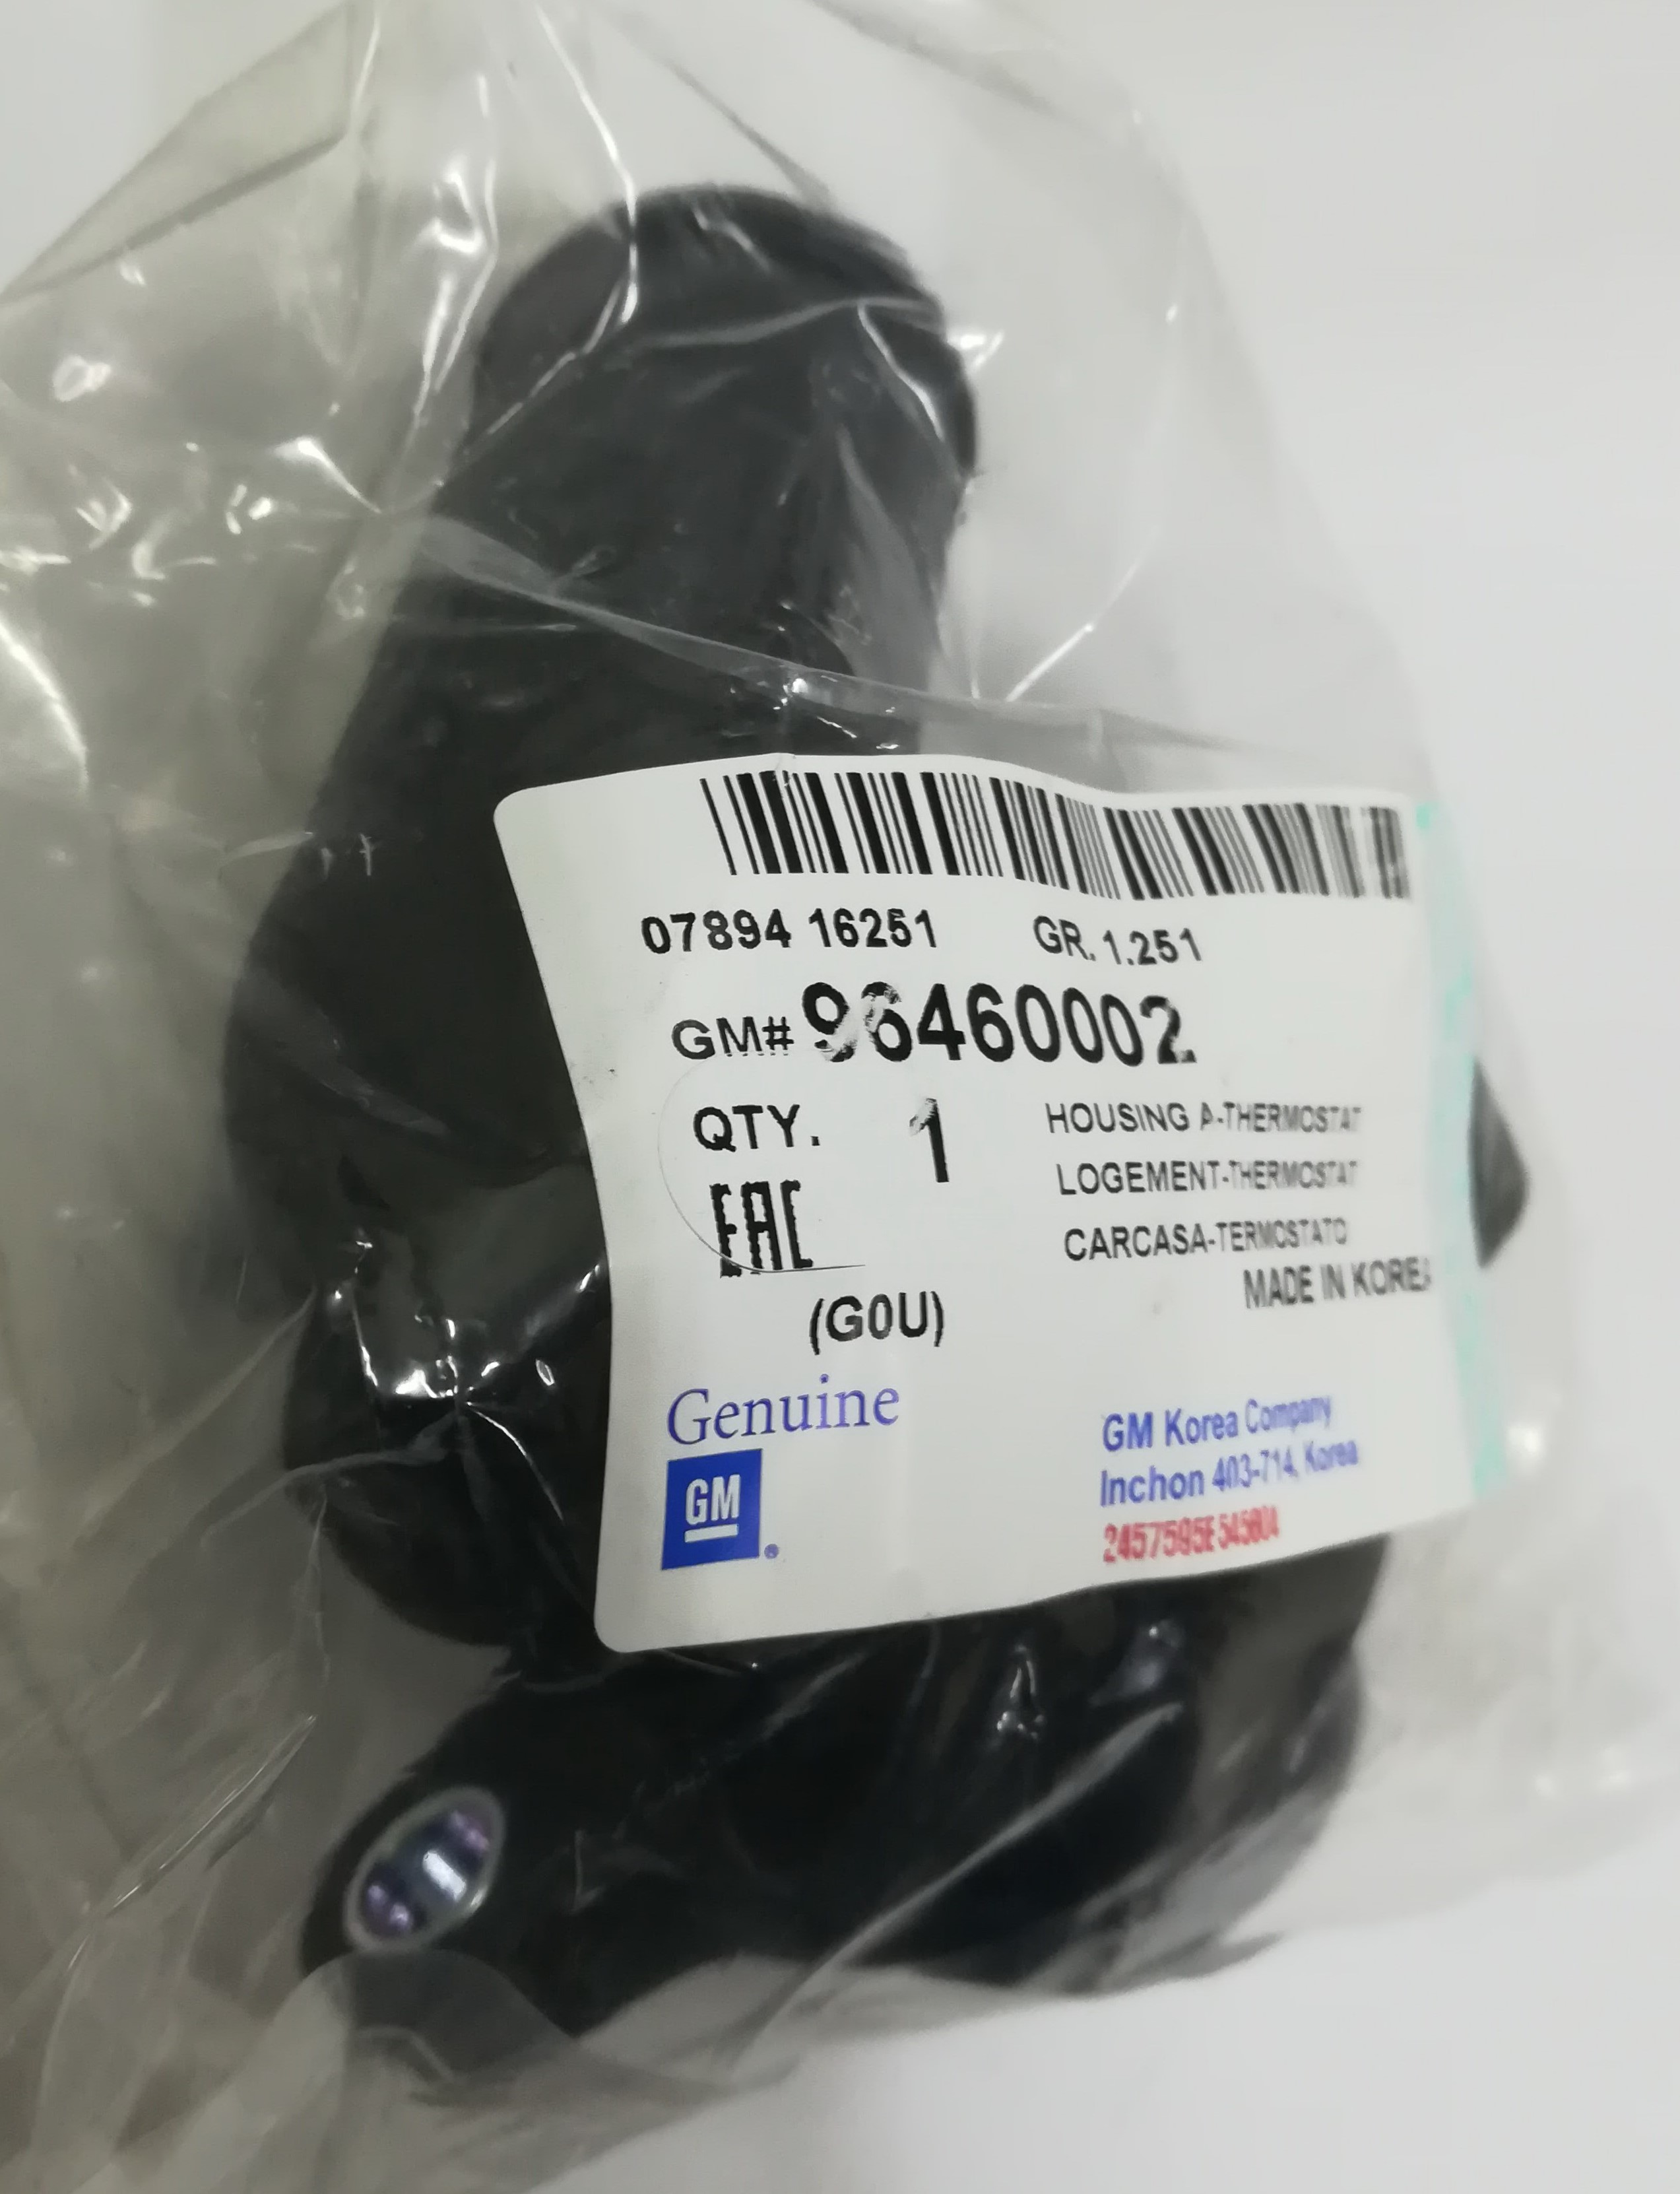 07894 16251 GR. 1.251
GM# 96460002
QTY. 1 HOUSING A-THERMOSTAT
LOGEMENT-THERMOSTAT
EAC
CARCASA-TERMOSTATO
MADE IN KOREA
(G0U)
Genuine
GM
GM Korea Company
Inchon 403-714, Korea